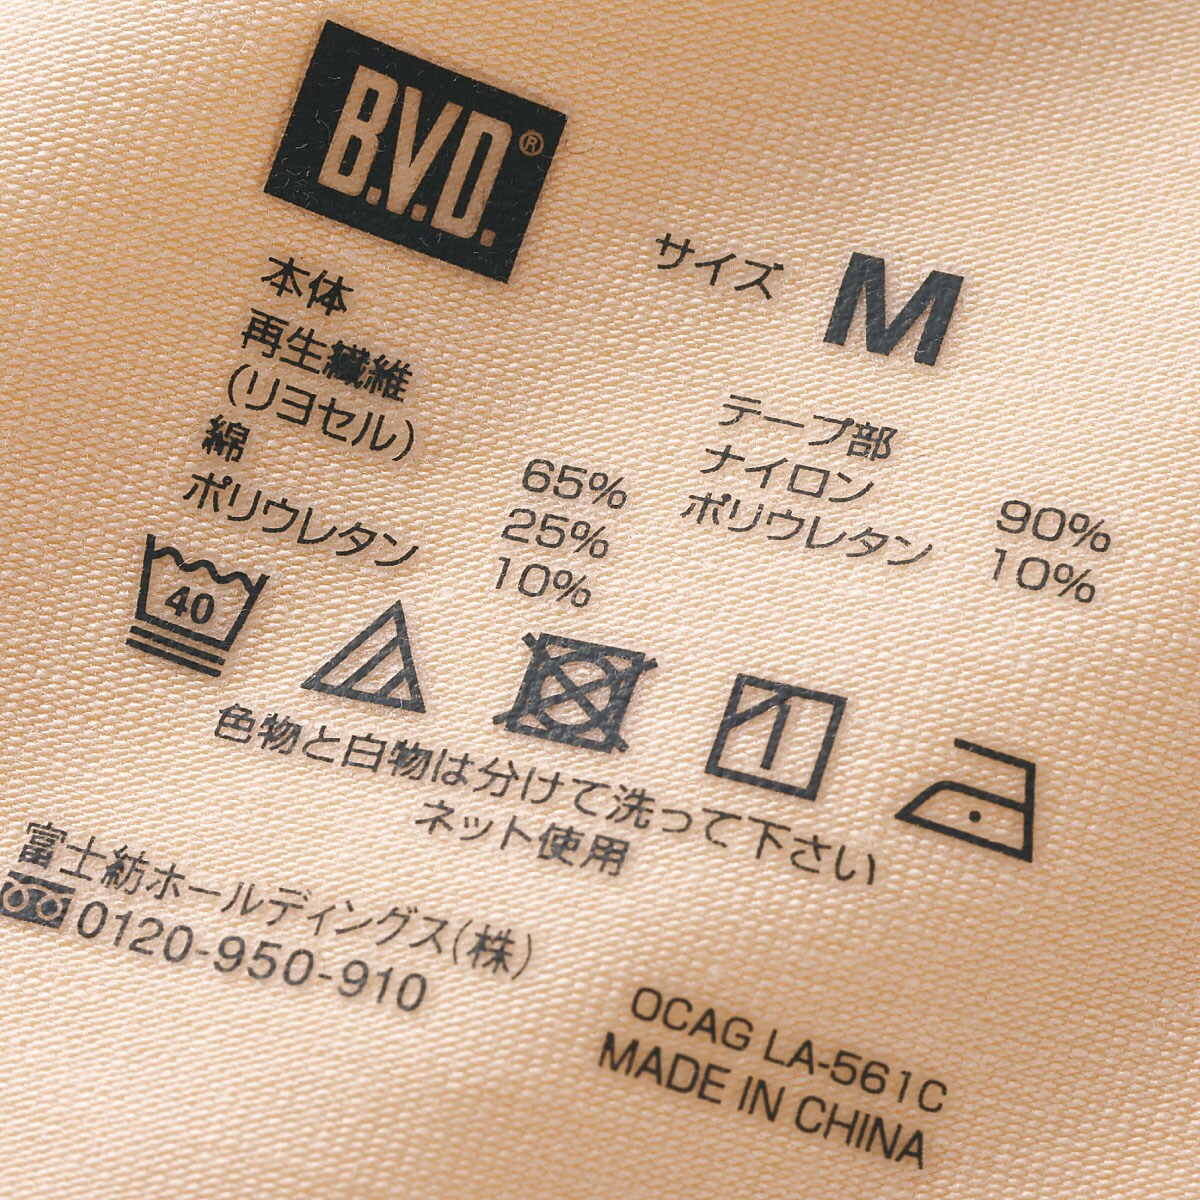 B.V.D.®
サイズ M
本体
再生繊維
(リヨセル) 65%
綿 25%
ポリウレタン 10%
テープ部
ナイロン 90%
ポリウレタン 10%
40
色物と白物は分けて洗って下さい
ネット使用
富士紡ホールディングス(株)
0120-950-910
OCAG LA-561C
MADE IN CHINA